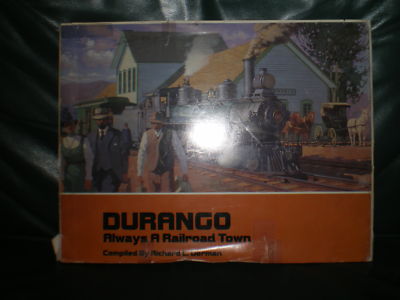 DURANGO
Always A Railroad Town
Compiled By Richard L. Dorman